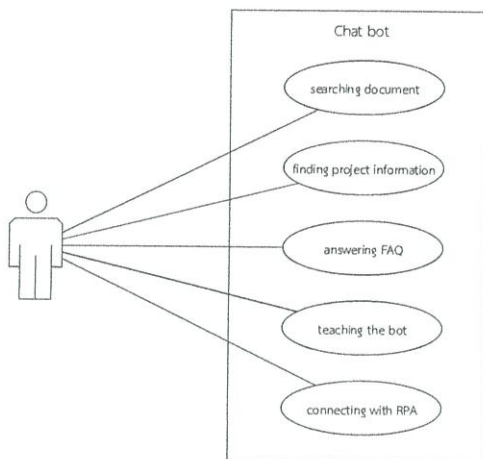 Chat bot
searching document
finding project information
answering FAQ
teaching the bot
connecting with RPA